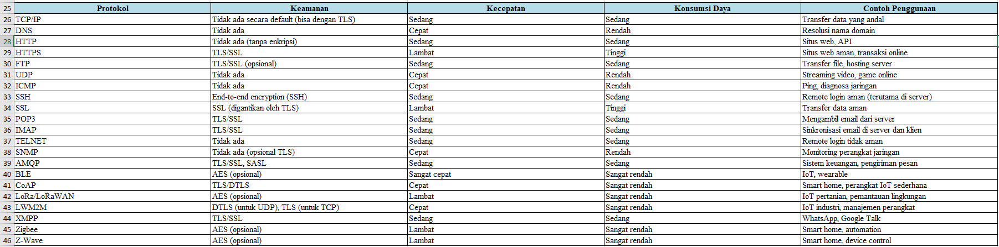 25 Protokol Keamanan Kecepatan Konsumsi Daya Contoh Penggunaan
26 TCP/IP Tidak ada secara default (bisa dengan TLS) Sedang Sedang Transfer data yang andal
27 DNS Tidak ada Cepat Rendah Resolusi nama domain
28 HTTP Tidak ada (tanpa enkripsi) Sedang Sedang Situs web, API
29 HTTPS TLS/SSL Lambat Tinggi Situs web aman, transaksi online
30 FTP TLS/SSL (opsional) Sedang Sedang Transfer file, hosting server
31 UDP Tidak ada Cepat Rendah Streaming video, game online
32 ICMP Tidak ada Cepat Rendah Ping, diagnosa jaringan
33 SSH End-to-end encryption (SSH) Sedang Sedang Remote login aman (terutama di server)
34 SSL SSL (digantikan oleh TLS) Lambat Tinggi Transfer data aman
35 POP3 TLS/SSL Sedang Sedang Mengambil email dari server
36 IMAP TLS/SSL Sedang Sedang Sinkronisasi email di server dan klien
37 TELNET Tidak ada Sedang Sedang Remote login tidak aman
38 SNMP Tidak ada (opsional TLS) Cepat Rendah Monitoring perangkat jaringan
39 AMQP TLS/SSL, SASL Sedang Sedang Sistem keuangan, pengiriman pesan
40 BLE AES (opsional) Sangat cepat Sangat rendah IoT, wearable
41 CoAP TLS/DTLS Cepat Sangat rendah Smart home, perangkat IoT sederhana
42 LoRa/LoRaWAN AES (opsional) Lambat Sangat rendah IoT pertanian, pemantauan lingkungan
43 LWM2M DTLS (untuk UDP), TLS (untuk TCP) Cepat Sangat rendah IoT industri, manajemen perangkat
44 XMPP TLS/SSL Sedang Sedang WhatsApp, Google Talk
45 Zigbee AES (opsional) Lambat Sangat rendah Smart home, automation
46 Z-Wave AES (opsional) Lambat Sangat rendah Smart home, device control